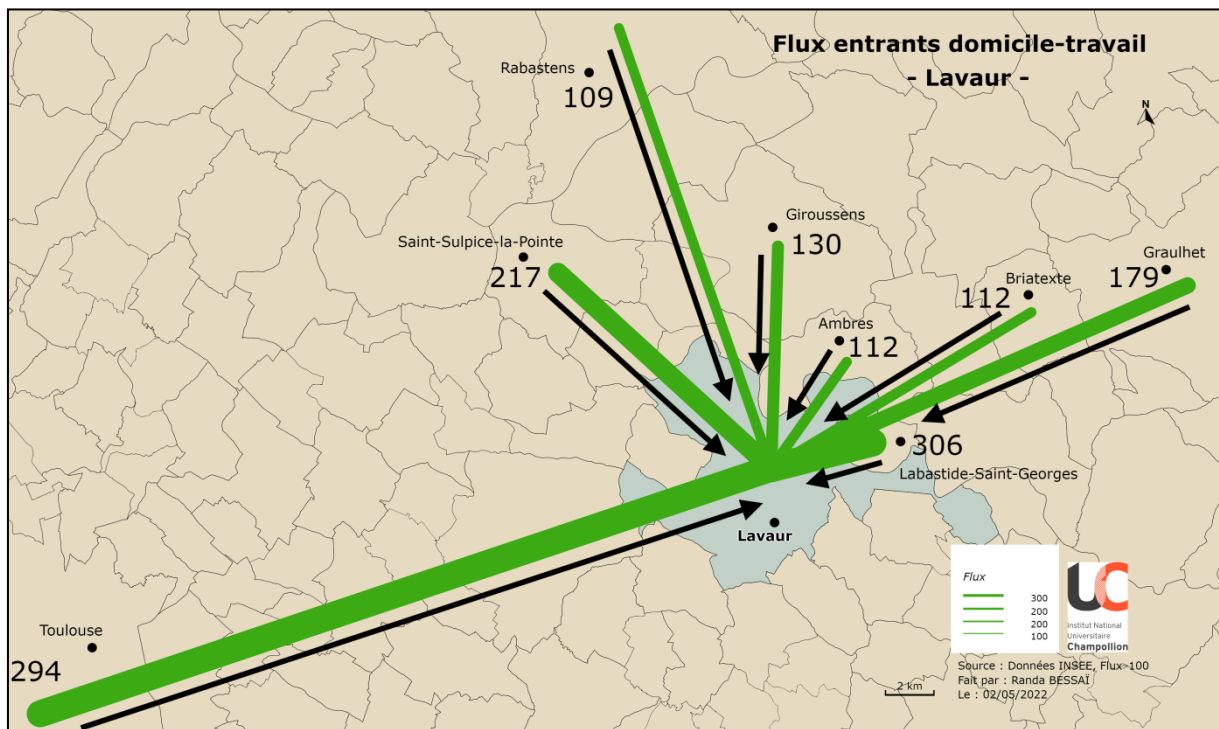 Flux entrants domicile-travail
- Lavaur -
N
Rabastens
109
Giroussens
130
Saint-Sulpice-la-Pointe
217
Graulhet
179
Briatexte
112
Ambres
112
306
Labastide-Saint-Georges
Lavaur
Toulouse
294
Flux
300
200
200
100
UC
Institut National
Universitaire
Champollion
2 km
Source : Données INSEE, Flux>100
Fait par : Randa BESSAÏ
Le : 02/05/2022